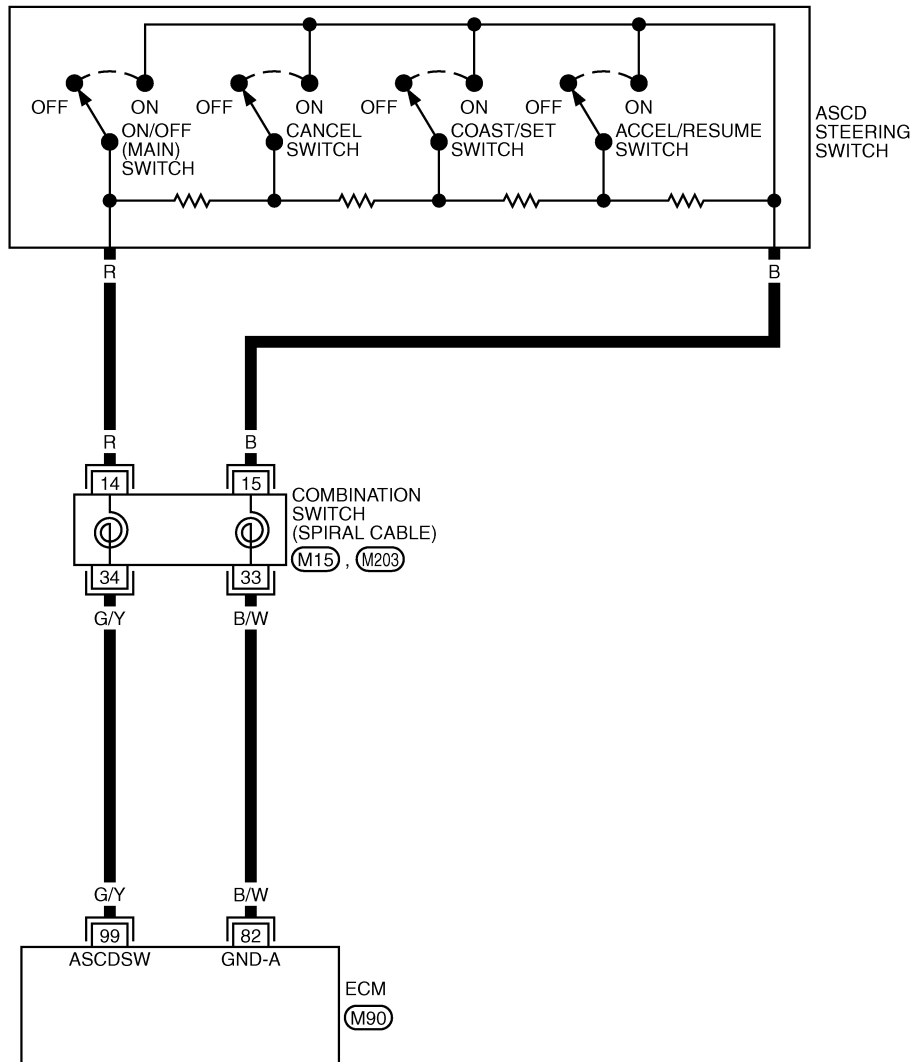 OFF ON OFF ON OFF ON OFF ON
ON/OFF
(MAIN)
SWITCH
CANCEL
SWITCH
COAST/SET
SWITCH
ACCEL/RESUME
SWITCH
ASCD
STEERING
SWITCH
R B
R B
14 15
COMBINATION
SWITCH
(SPIRAL CABLE)
M15 , M203
34 33
G/Y B/W
G/Y B/W
99 82
ASCDSW GND-A
ECM
M90